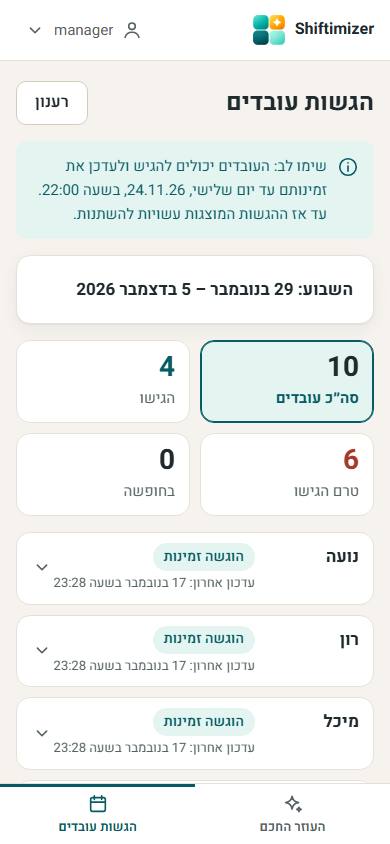 Shiftimizer
manager
הגשות עובדים
רענון
שימו לב: העובדים יכולים להגיש ולעדכן את
זמינותם עד יום שלישי, 24.11.26, בשעה 22:00.
עד אז ההגשות המוצגות עשויות להשתנות.
השבוע: 29 בנובמבר – 5 בדצמבר 2026
10
סה״כ עובדים
4
הגישו
6
טרם הגישו
0
בחופשה
נועה
הוגשה זמינות
עדכון אחרון: 17 בנובמבר בשעה 23:28
רון
הוגשה זמינות
עדכון אחרון: 17 בנובמבר בשעה 23:28
מיכל
הוגשה זמינות
עדכון אחרון: 17 בנובמבר בשעה 23:28
העוזר החכם
הגשות עובדים